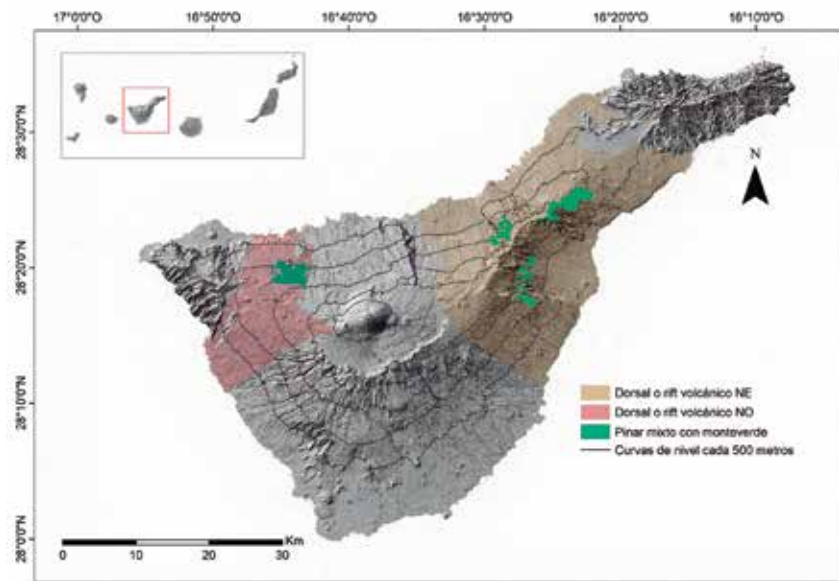 17°0'0"O 16°50'0"O 16°40'0"O 16°30'0"O 16°20'0"O 16°10'0"O
28°30'0"N
28°20'0"N
28°10'0"N
28°0'0"N
N
Dorsal o rift volcánico NE
Dorsal o rift volcánico NO
Pinar mixto con monteverde
Curvas de nivel cada 500 metros
Km
0 10 20 30